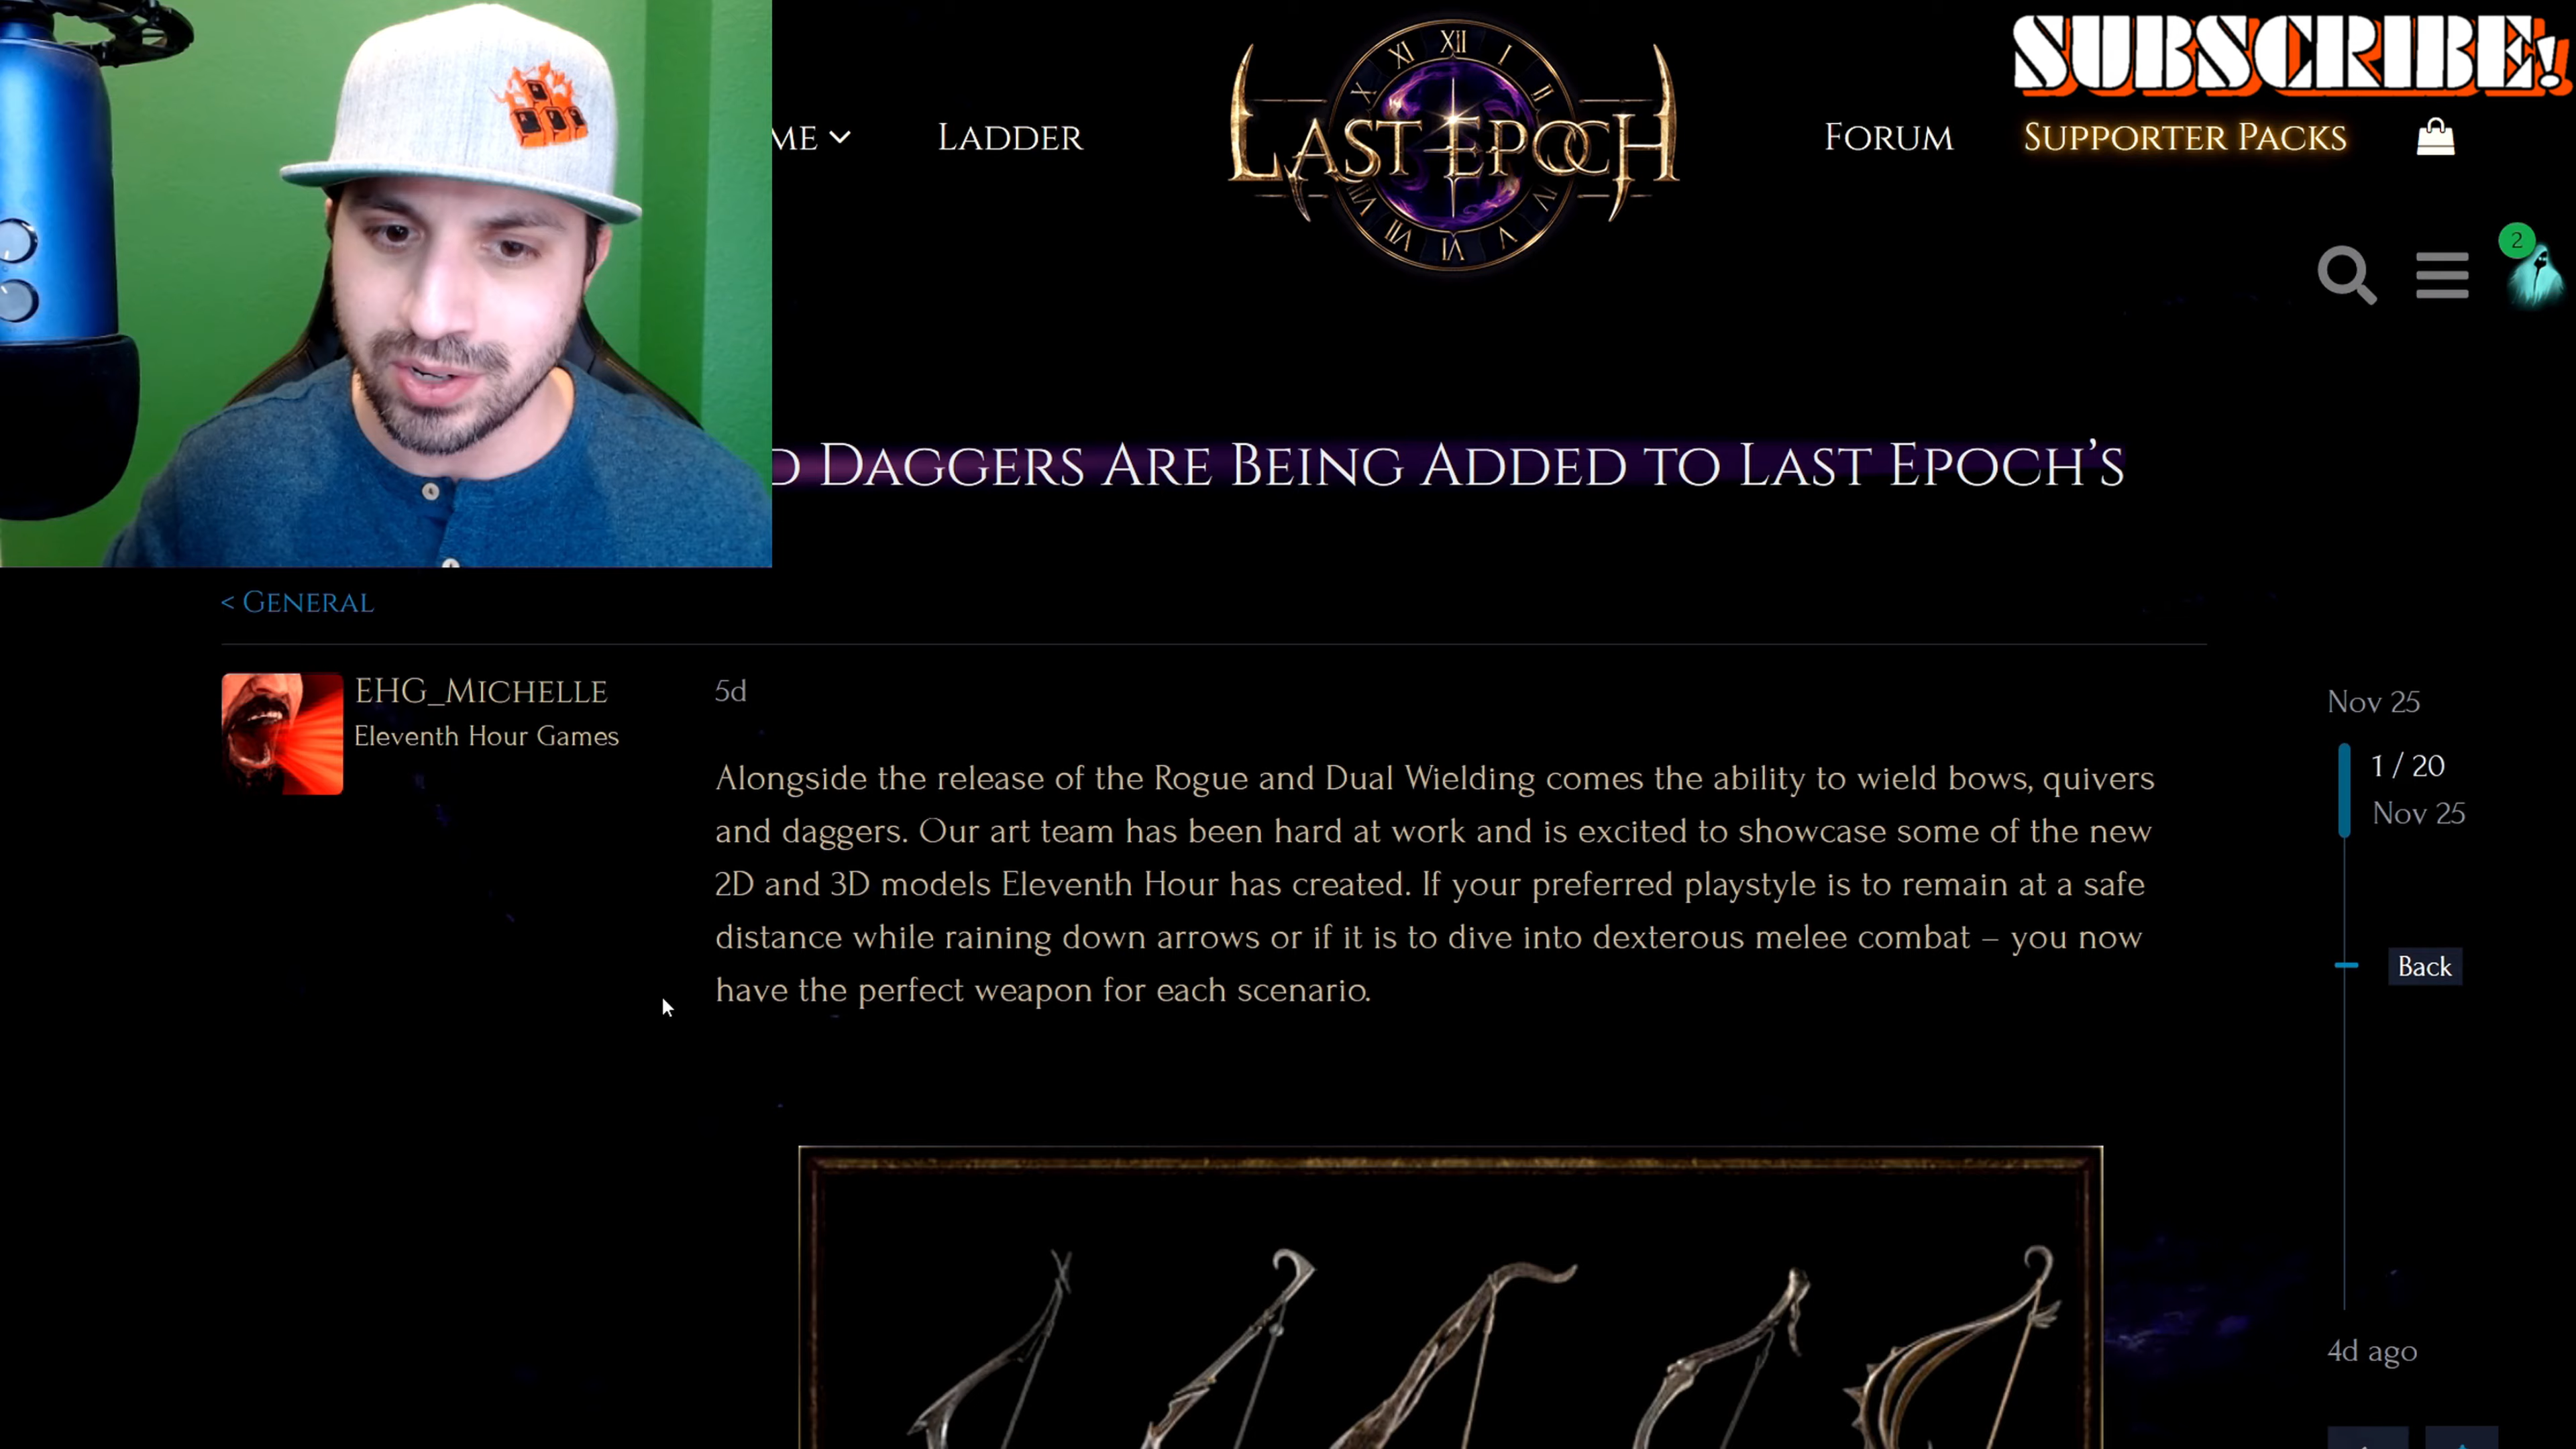 SUBSCRIBE!
ME
LADDER
LAST EPOCH
FORUM
SUPPORTER PACKS
XII
I
II
IV
V
VI
VII
VIII
X
XI
2
D DAGGERS ARE BEING ADDED TO LAST EPOCH'S
< GENERAL
EHG_MICHELLE
Eleventh Hour Games
5d
Alongside the release of the Rogue and Dual Wielding comes the ability to wield bows, quivers
and daggers. Our art team has been hard at work and is excited to showcase some of the new
2D and 3D models Eleventh Hour has created. If your preferred playstyle is to remain at a safe
distance while raining down arrows or if it is to dive into dexterous melee combat – you now
have the perfect weapon for each scenario.
Nov 25
1 / 20
Nov 25
Back
4d ago